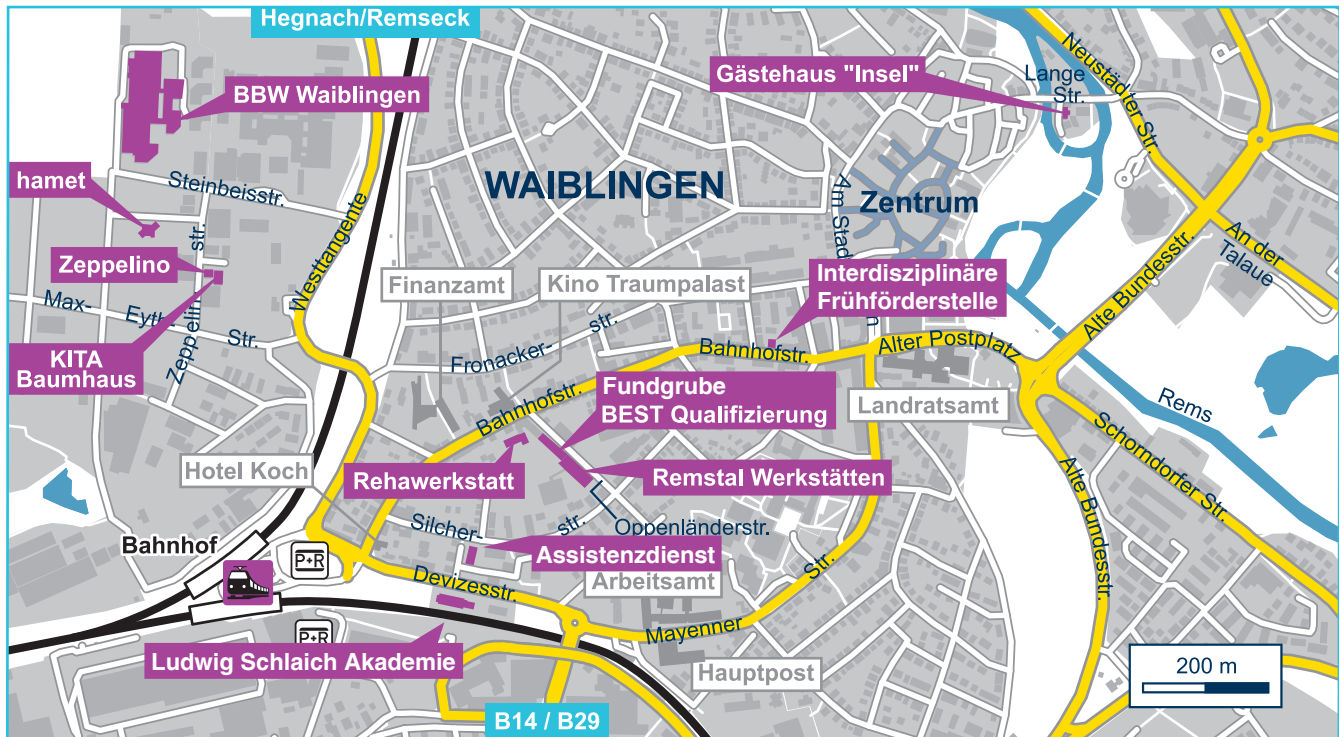 Hegnach/Remseck
Neustädter Str.
Gästehaus "Insel"
Lange
Str.
BBW Waiblingen
hamet
Steinbeisstr.
WAIBLINGEN
Zentrum
Am Stad
n
An der
Talaue
Zeppelino
Zeppelin
str.
Westtangente
Finanzamt
Kino Traumpalast
Interdisziplinäre
Frühförderstelle
Alte Bundesstr.
Max-
Eyth-
Str.
KITA
Baumhaus
Fronacker-
str.
Bahnhofstr.
Alter Postplatz
Fundgrube
BEST Qualifizierung
Landratsamt
Rems
Bahnhofstr.
Schorndorfer Str.
Hotel Koch
Rehawerkstatt
Remstal Werkstätten
Alte Bundesstr.
Silcher-
str.
Oppenländerstr.
Bahnhof
P+R
Assistenzdienst
Arbeitsamt
Str.
Devizesstr.
Mayenner
P+R
Ludwig Schlaich Akademie
Hauptpost
200 m
B14 / B29